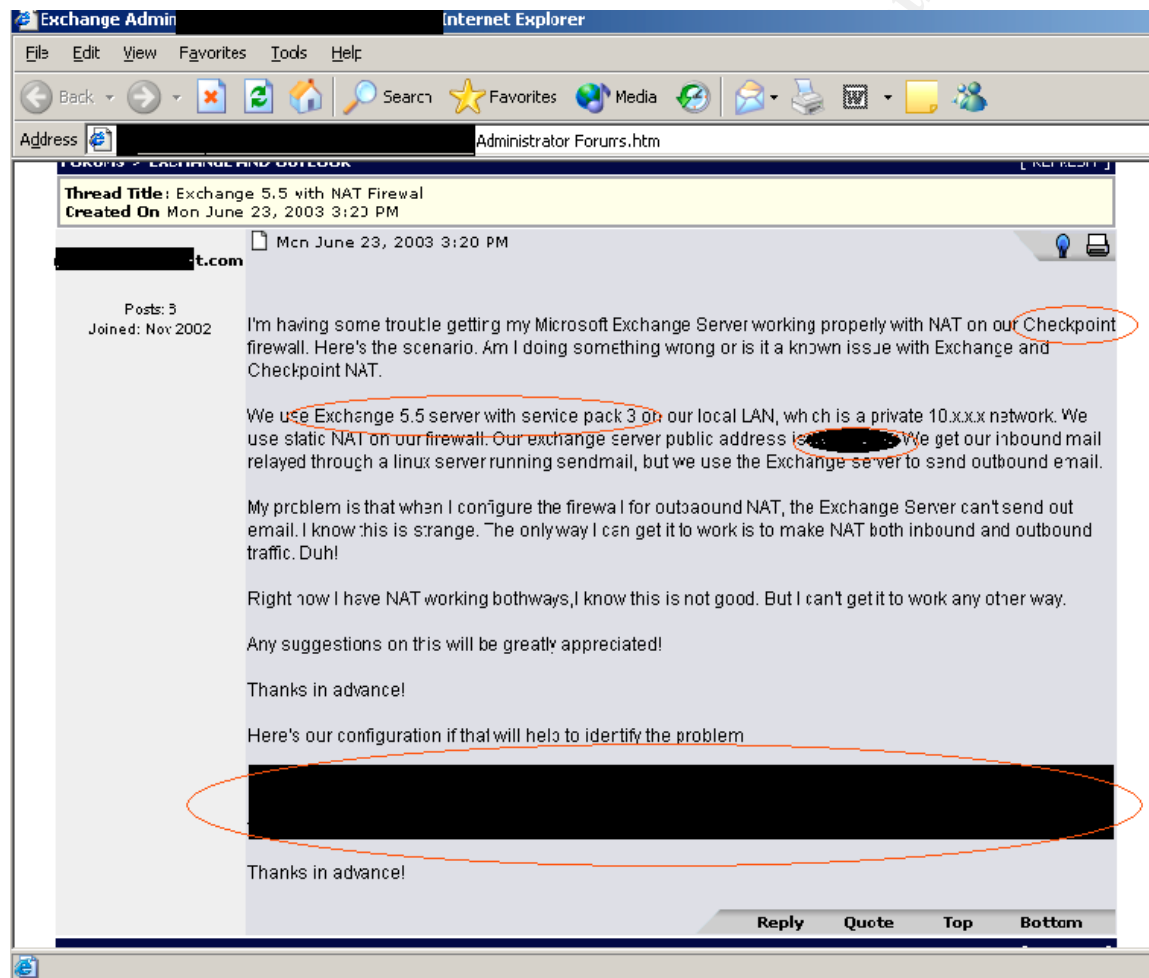 Exchange Admin Internet Explorer
File Edit View Favorites Tools Help
Back Search Favorites Media
Address Administrator Forums.htm
FORUMS > EXCHANGE AND OUTLOOK [ REFRESH ]
Thread Title: Exchange 5.5 with NAT Firewal
Created On Mon June 23, 2003 3:20 PM
Mon June 23, 2003 3:20 PM
t.com
Posts: 3
Joined: Nov 2002
I'm having some trouble getting my Microsoft Exchange Server working properly with NAT on our Checkpoint
firewall. Here's the scenario. Am I doing something wrong or is it a known issue with Exchange and
Checkpoint NAT.
We use Exchange 5.5 server with service pack 3 on our local LAN, which is a private 10.x.x.x network. We
use static NAT on our firewall. Our exchange server public address is We get our inbound mail
relayed through a linux server running sendmail, but we use the Exchange server to send outbound email.
My problem is that when I configure the firewall for outbaound NAT, the Exchange Server can't send out
email. I know this is strange. The only way I can get it to work is to make NAT both inbound and outbound
traffic. Duh!
Right now I have NAT working bothways,I know this is not good. But I can't get it to work any other way.
Any suggestions on this will be greatly appreciated!
Thanks in advance!
Here's our configuration if that will help to identify the problem
Thanks in advance!
Reply Quote Top Bottom